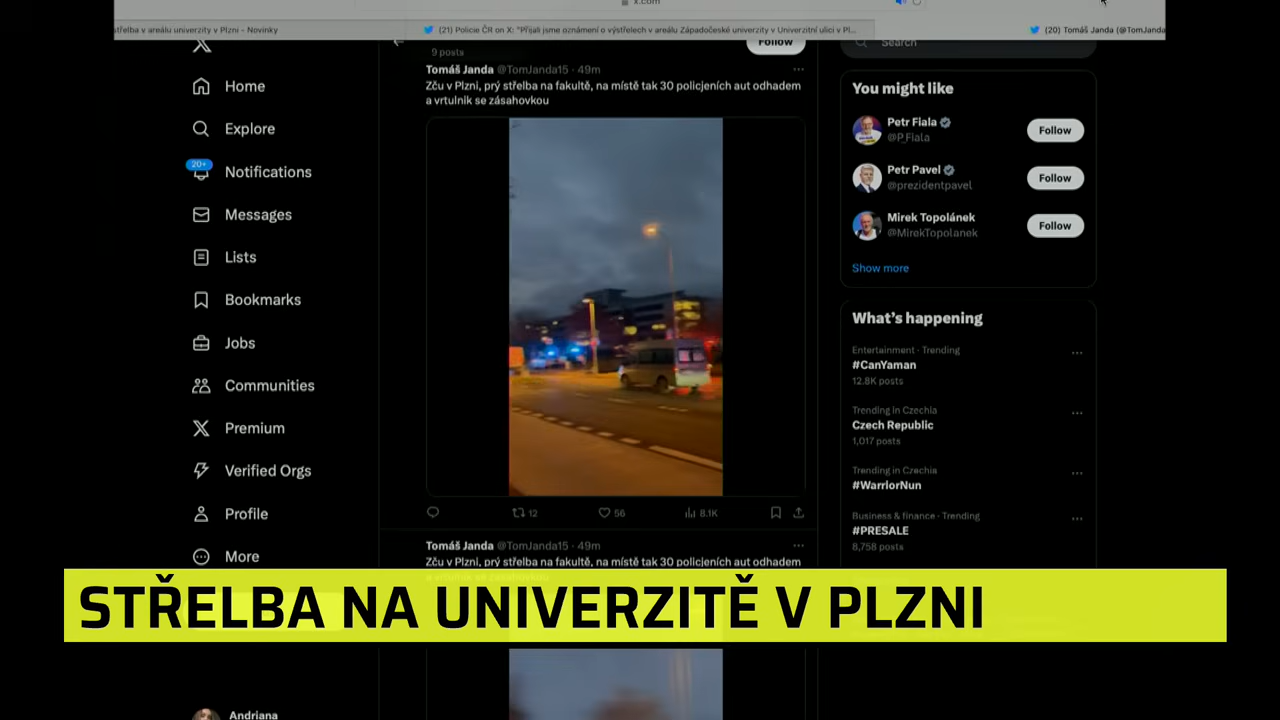 x.com
střelba v areálu univerzity v Plzni - Novinky
(21) Policie ČR on X: "Přijali jsme oznámení o výstřelech v areálu Západočeské univerzity v Univerzitní ulici v Pl...
(20) Tomáš Janda (@TomJanda
Home
Explore
20+
Notifications
Messages
Lists
Bookmarks
Jobs
Communities
Premium
Verified Orgs
Profile
More
Andriana
9 posts
Follow
Tomáš Janda @TomJanda15 · 49m
Zču v Plzni, prý střelba na fakultě, na místě tak 30 policjeních aut odhadem
a vrtulnik se zásahovkou
12
56
8.1K
Tomáš Janda @TomJanda15 · 49m
Zču v Plzni, prý střelba na fakultě, na místě tak 30 policjeních aut odhadem
a vrtulnik se zásahovkou
Search
You might like
Petr Fiala
@P_Fiala
Follow
Petr Pavel
@prezidentpavel
Follow
Mirek Topolánek
@MirekTopolanek
Follow
Show more
What's happening
Entertainment · Trending
#CanYaman
12.8K posts
Trending in Czechia
Czech Republic
1,017 posts
Trending in Czechia
#WarriorNun
Business & finance · Trending
#PRESALE
8,758 posts
STŘELBA NA UNIVERZITĚ V PLZNI